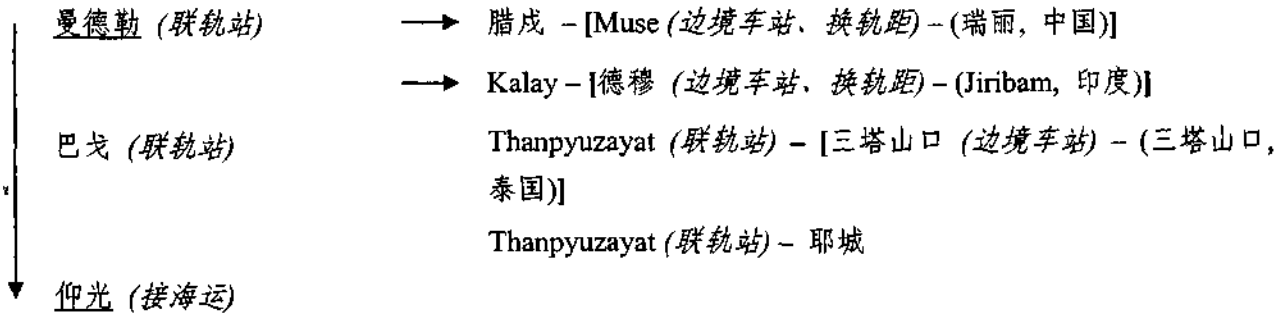 曼德勒 (联轨站) → 腊戌 – [Muse (边境车站、换轨距) – (瑞丽, 中国)]
→ Kalay – [德穆 (边境车站、换轨距) – (Jiribam, 印度)]
巴戈 (联轨站) Thanpyuzayat (联轨站) – [三塔山口 (边境车站) – (三塔山口,
泰国)]
Thanpyuzayat (联轨站) – 耶城
仰光 (接海运)